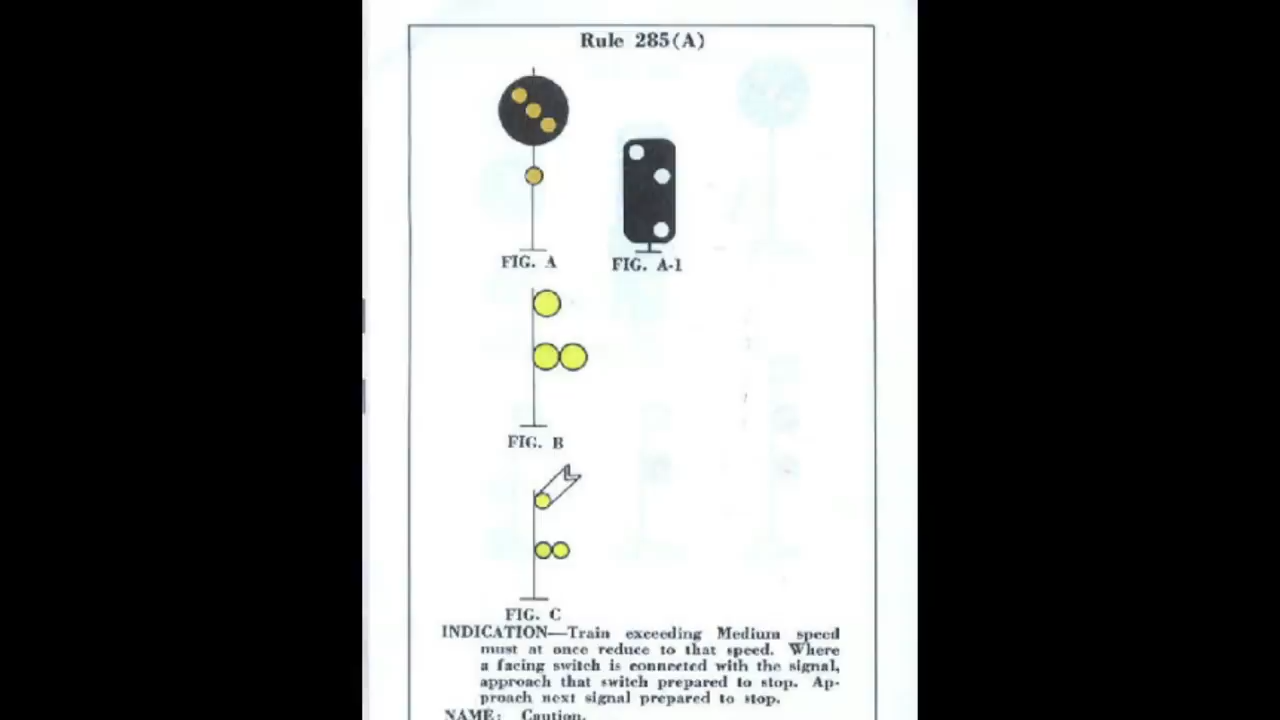 Rule 285(A)
FIG. A
FIG. A-1
FIG. B
FIG. C
INDICATION—Train exceeding Medium speed
must at once reduce to that speed. Where
a facing switch is connected with the signal,
approach that switch prepared to stop. Ap-
proach next signal prepared to stop.
NAME: Caution.